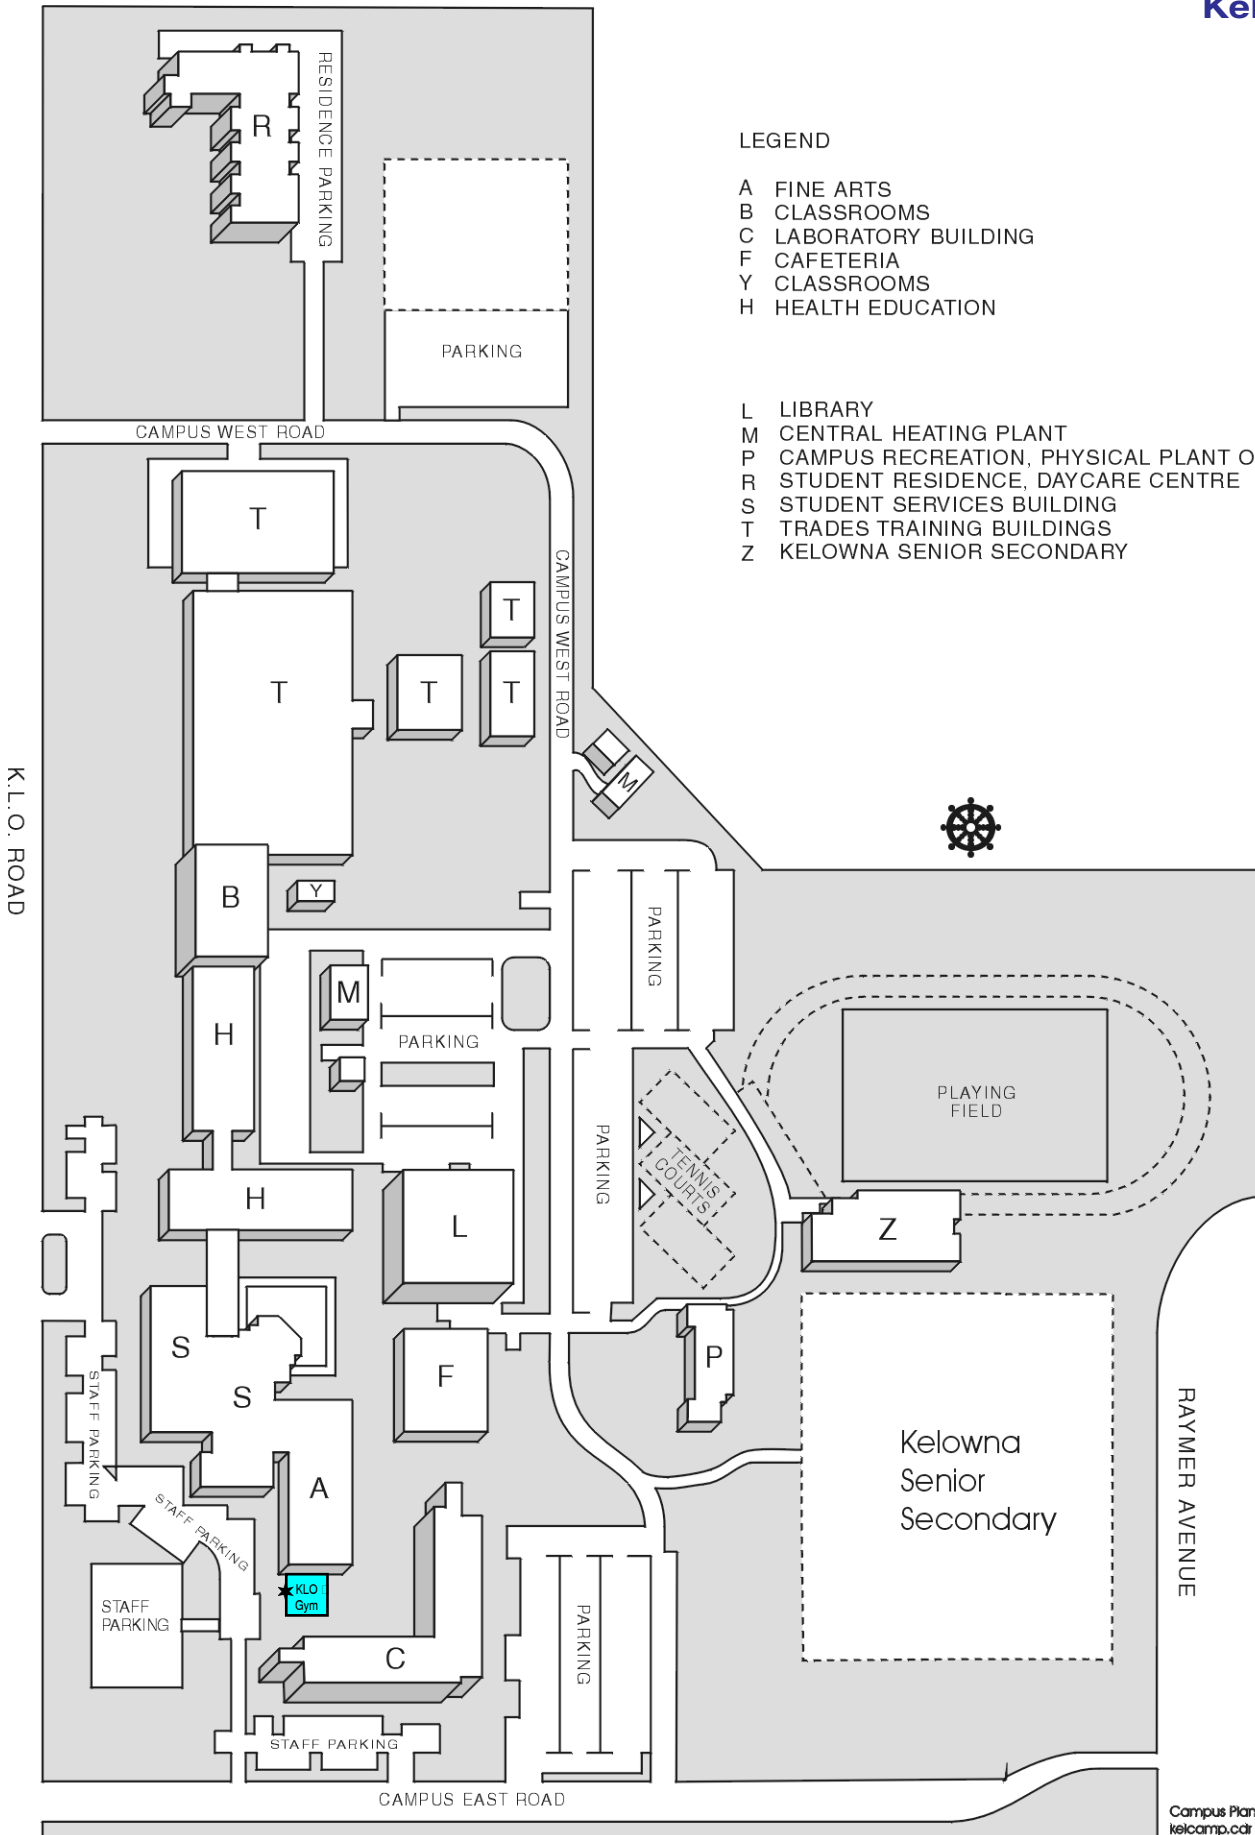 Kel
LEGEND
A FINE ARTS
B CLASSROOMS
C LABORATORY BUILDING
F CAFETERIA
Y CLASSROOMS
H HEALTH EDUCATION
L LIBRARY
M CENTRAL HEATING PLANT
P CAMPUS RECREATION, PHYSICAL PLANT O
R STUDENT RESIDENCE, DAYCARE CENTRE
S STUDENT SERVICES BUILDING
T TRADES TRAINING BUILDINGS
Z KELOWNA SENIOR SECONDARY
R
RESIDENCE PARKING
PARKING
CAMPUS WEST ROAD
T
CAMPUS WEST ROAD
T
T
T
T
M
K.L.O. ROAD
B
Y
PARKING
M
H
PARKING
PLAYING
FIELD
PARKING
TENNIS
COURTS
H
L
Z
S
F
P
S
STAFF PARKING
Kelowna
Senior
Secondary
RAYMER AVENUE
A
STAFF PARKING
KLO
Gym
STAFF
PARKING
PARKING
C
STAFF PARKING
CAMPUS EAST ROAD
Campus Plan
kelcamp.cdr